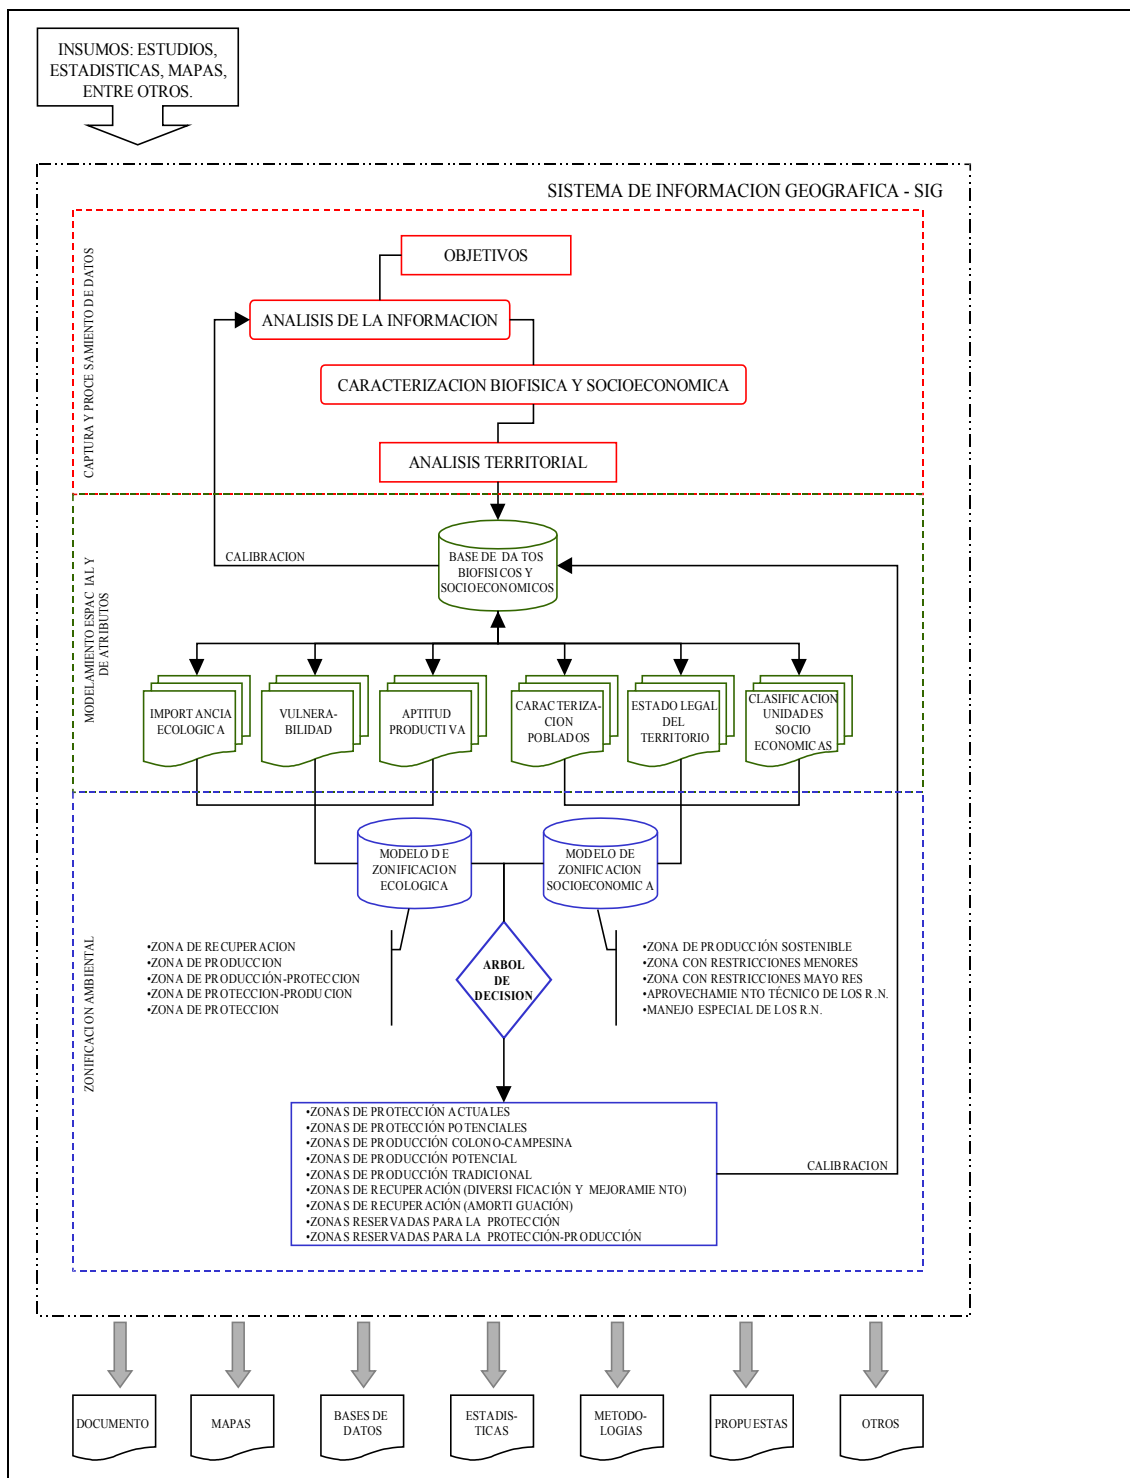 INSUMOS: ESTUDIOS,
ESTADISTICAS, MAPAS,
ENTRE OTROS.
SISTEMA DE INFORMACION GEOGRAFICA - SIG
CAPTURA Y PROCESAMIENTO DE DATOS
OBJETIVOS
ANALISIS DE LA INFORMACION
CARACTERIZACION BIOFISICA Y SOCIOECONOMICA
ANALISIS TERRITORIAL
MODELAMIENTO ESPACIAL Y
DE ATRIBUTOS
CALIBRACION
BASE DE DATOS
BIOFISICOS Y
SOCIOECONOMICOS
IMPORTANCIA
ECOLOGICA
VULNERA-
BILIDAD
APTITUD
PRODUCTIVA
CARACTERIZA-
CION
POBLADOS
ESTADO LEGAL
DEL
TERRITORIO
CLASIFICACION
UNIDADES
SOCIO
ECONOMICAS
ZONIFICACION AMBIENTAL
MODELO DE
ZONIFICACION
ECOLOGICA
MODELO DE
ZONIFICACION
SOCIOECONOMICA
•ZONA DE RECUPERACION
•ZONA DE PRODUCCION
•ZONA DE PRODUCCIÓN-PROTECCION
•ZONA DE PROTECCION-PRODUCION
•ZONA DE PROTECCION
ARBOL
DE
DECISION
•ZONA DE PRODUCCIÓN SOSTENIBLE
•ZONA CON RESTRICCIONES MENORES
•ZONA CON RESTRICCIONES MAYORES
•APROVECHAMIENTO TÉCNICO DE LOS R.N.
•MANEJO ESPECIAL DE LOS R.N.
•ZONAS DE PROTECCIÓN ACTUALES
•ZONAS DE PROTECIÓN POTENCIALES
•ZONAS DE PRODUCCIÓN COLONO-CAMPESINA
•ZONAS DE PRODUCCIÓN POTENCIAL
•ZONAS DE PRODUCCIÓN TRADICIONAL
•ZONAS DE RECUPERACIÓN (DIVERSIFICACIÓN Y MEJORAMIENTO)
•ZONAS DE RECUPERACIÓN (AMORTIGUACIÓN)
•ZONAS RESERVADAS PARA LA PROTECCIÓN
•ZONAS RESERVADAS PARA LA PROTECCIÓN-PRODUCCIÓN
CALIBRACION
DOCUMENTO
MAPAS
BASES DE
DATOS
ESTADIS-
TICAS
METODO-
LOGIAS
PROPUESTAS
OTROS